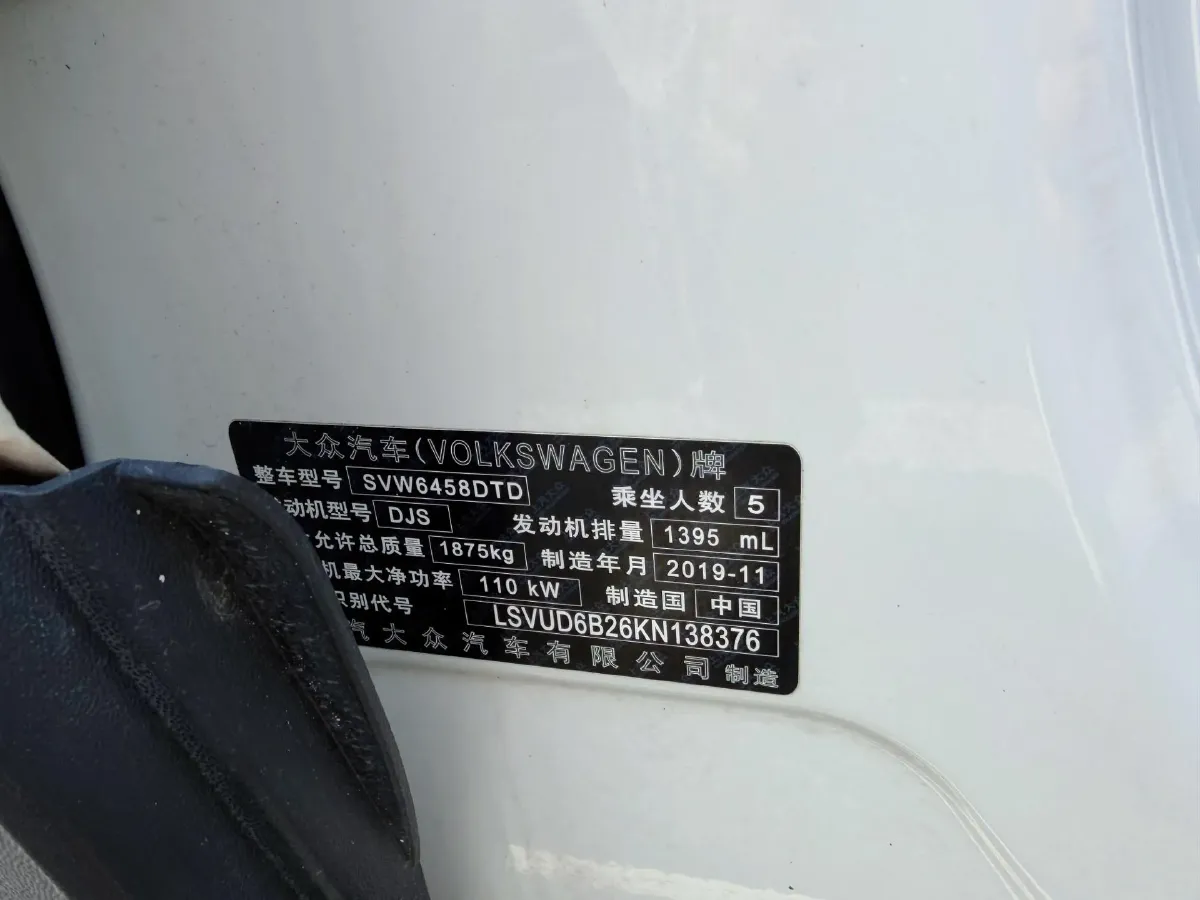 大众汽车(VOLKSWAGEN)牌
整车型号 SVW6458DTD 乘坐人数 5
动机型号 DJS 发动机排量 1395 mL
允许总质量 1875kg 制造年月 2019-11
机最大净功率 110 kW 制造国 中国
识别代号 LSVUD6B26KN138376
汽大众汽车有限公司 制造